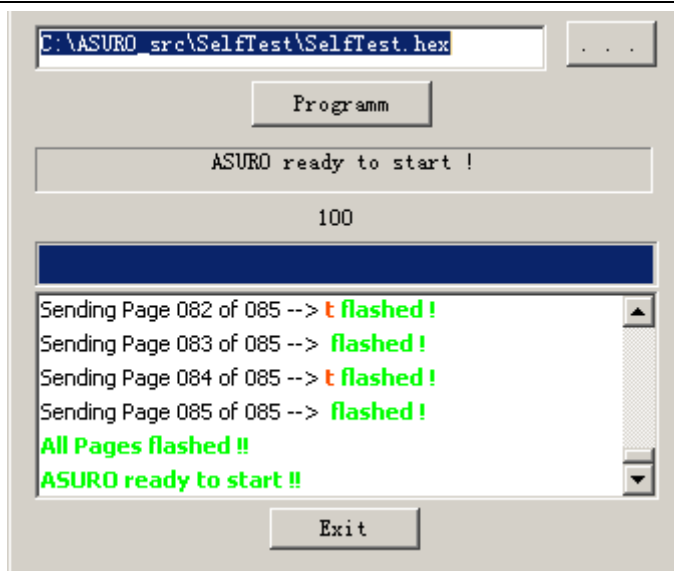 C:\ASURO_src\SelfTest\SelfTest.hex . . .
Programm
ASURO ready to start !
100
Sending Page 082 of 085 --> t flashed !
Sending Page 083 of 085 --> flashed !
Sending Page 084 of 085 --> t flashed !
Sending Page 085 of 085 --> flashed !
All Pages flashed !!
ASURO ready to start !!
Exit